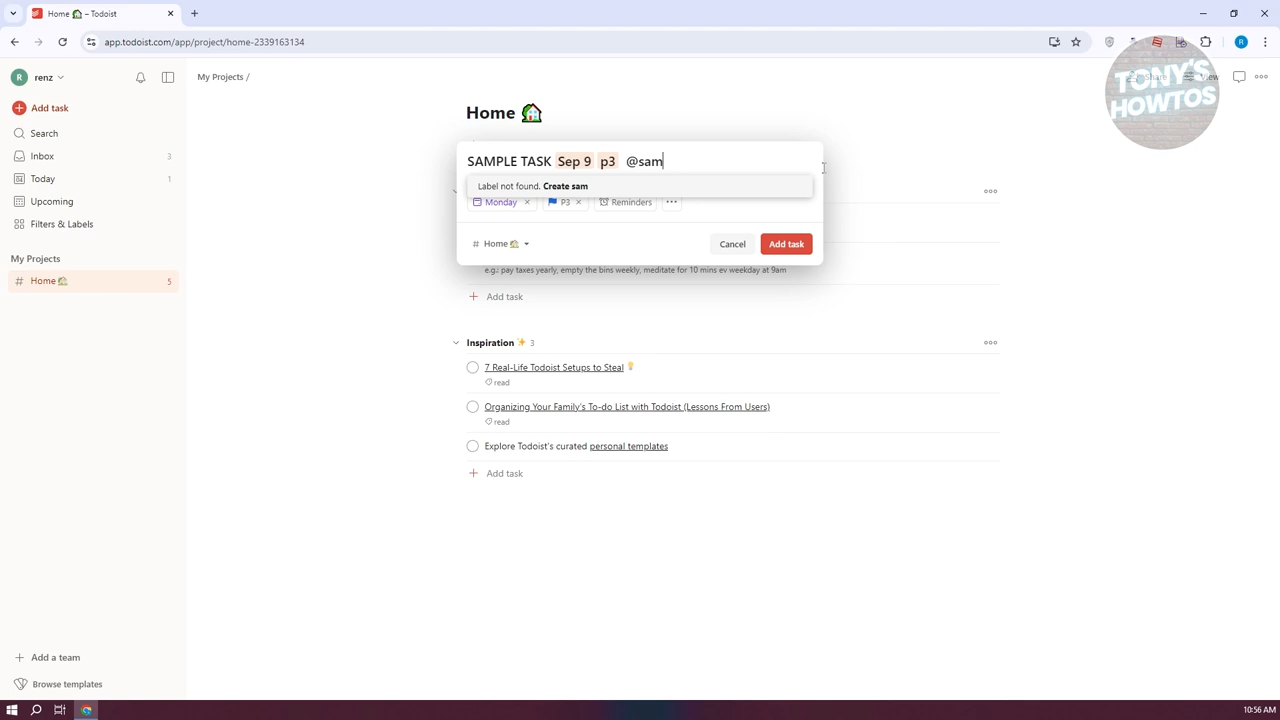 Home 🏡 – Todoist
app.todoist.com/app/project/home-2339163134
R
R renz
My Projects /
Share
View
TONY'S
HOWTOS
Add task
Search
Inbox 3
Today 1
Upcoming
Filters & Labels
My Projects
# Home 🏡 5
Add a team
Browse templates
Home 🏡
SAMPLE TASK Sep 9 p3 @sam
Label not found. Create sam
Monday × P3 × Reminders
# Home 🏡
Cancel
Add task
e.g.: pay taxes yearly, empty the bins weekly, meditate for 10 mins ev weekday at 9am
Add task
Inspiration ✨ 3
7 Real-Life Todoist Setups to Steal💡
read
Organizing Your Family's To-do List with Todoist (Lessons From Users)
read
Explore Todoist's curated personal templates
Add task
10:56 AM